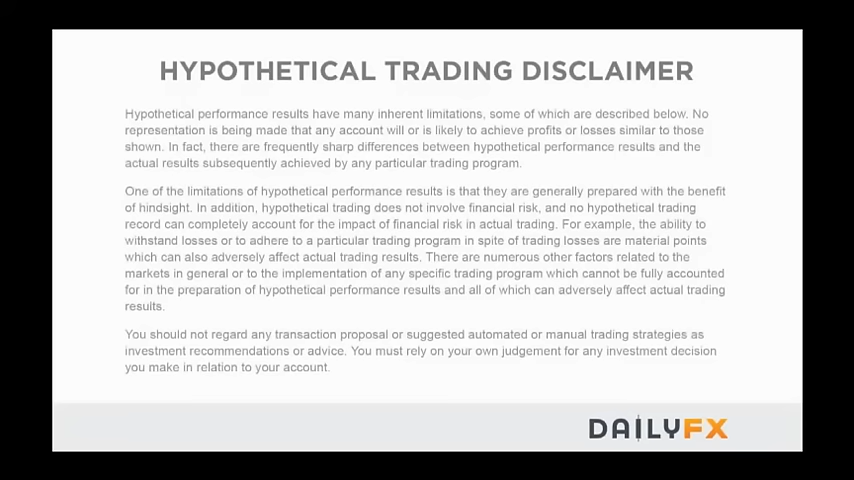 HYPOTHETICAL TRADING DISCLAIMER
Hypothetical performance results have many inherent limitations, some of which are described below. No
representation is being made that any account will or is likely to achieve profits or losses similar to those
shown. In fact, there are frequently sharp differences between hypothetical performance results and the
actual results subsequently achieved by any particular trading program.
One of the limitations of hypothetical performance results is that they are generally prepared with the benefit
of hindsight. In addition, hypothetical trading does not involve financial risk, and no hypothetical trading
record can completely account for the impact of financial risk in actual trading. For example, the ability to
withstand losses or to adhere to a particular trading program in spite of trading losses are material points
which can also adversely affect actual trading results. There are numerous other factors related to the
markets in general or to the implementation of any specific trading program which cannot be fully accounted
for in the preparation of hypothetical performance results and all of which can adversely affect actual trading
results.
You should not regard any transaction proposal or suggested automated or manual trading strategies as
investment recommendations or advice. You must rely on your own judgement for any investment decision
you make in relation to your account.
DAILYFX